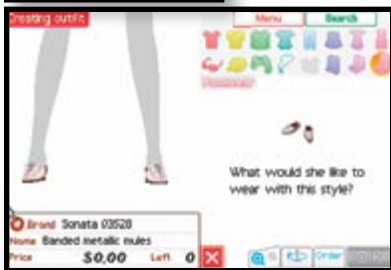 Creating outfit
Menu
Search
What would she like to
wear with this style?
Brand Sonata 03528
Name Banded metallic mules
Price $0,00 Left 0
Order